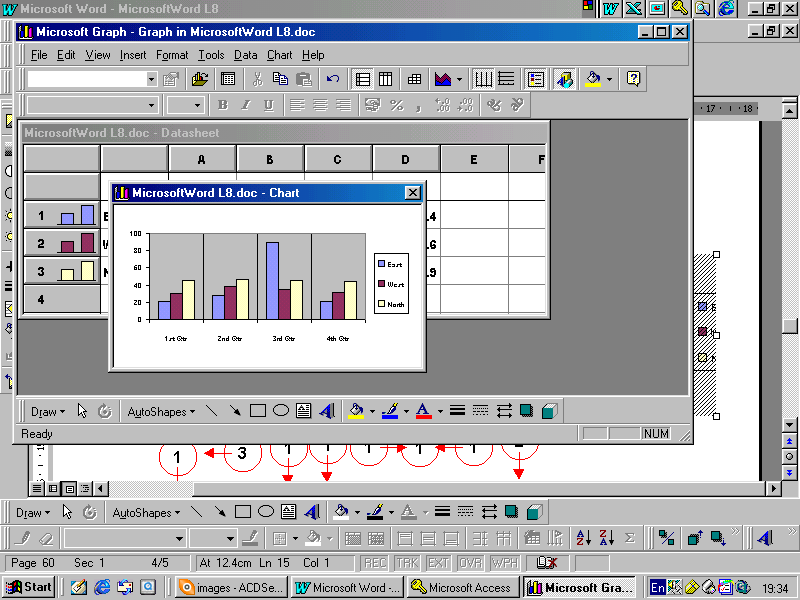 Microsoft Word - MicrosoftWord L8
Microsoft Graph - Graph in MicrosoftWord L8.doc
File Edit View Insert Format Tools Data Chart Help
B I U
MicrosoftWord L8.doc - Datasheet
A B C D E F
MicrosoftWord L8.doc - Chart
1
2
3
4
.4
.6
.9
100
80
60
40
20
0
1st Qtr 2nd Qtr 3rd Qtr 4th Qtr
East
West
North
17 18
Draw AutoShapes
Ready NUM
1 3
Draw AutoShapes
Page 60 Sec 1 4/5 At 12.4cm Ln 15 Col 1 REC TRK EXT OVR WPH
Start images - ACDSe... Microsoft Word -... Microsoft Access Microsoft Gra... En 19:34